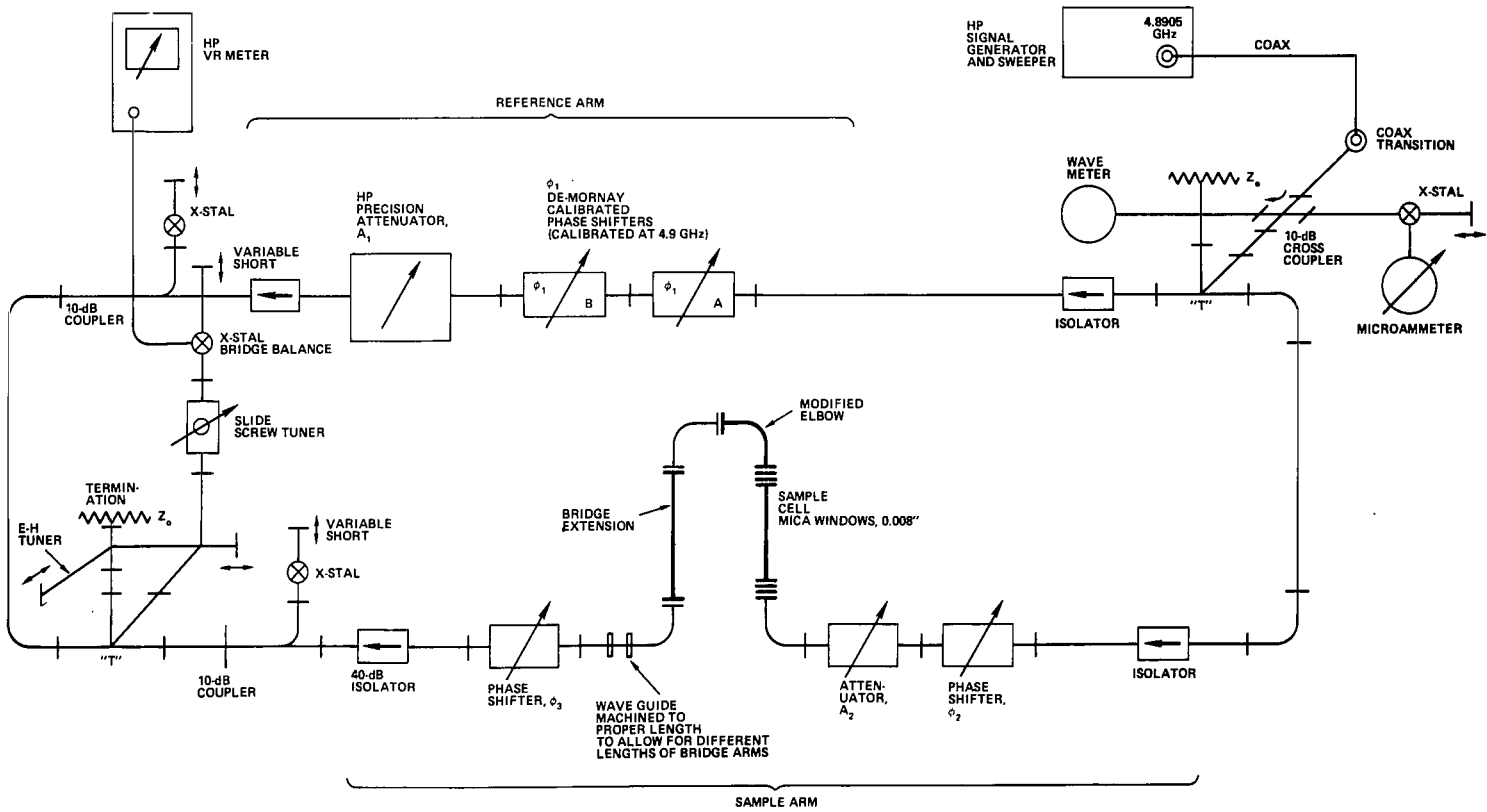 HP
VR METER
REFERENCE ARM
HP
SIGNAL
GENERATOR
AND SWEEPER
4.8905
GHz
COAX
COAX
TRANSITION
WAVE
METER
Z₀
X-STAL
10-dB
CROSS
COUPLER
MICROAMMETER
X-STAL
VARIABLE
SHORT
HP
PRECISION
ATTENUATOR,
A₁
ϕ₁
DE-MORNAY
CALIBRATED
PHASE SHIFTERS
(CALIBRATED AT 4.9 GHz)
ϕ₁
B
ϕ₁
A
10-dB
COUPLER
ISOLATOR
"T"
X-STAL
BRIDGE BALANCE
SLIDE
SCREW TUNER
MODIFIED
ELBOW
TERMIN-
ATION
Z₀
E-H
TUNER
VARIABLE
SHORT
X-STAL
BRIDGE
EXTENSION
SAMPLE
CELL
MICA WINDOWS, 0.008"
"T"
10-dB
COUPLER
40-dB
ISOLATOR
PHASE
SHIFTER, ϕ₃
WAVE GUIDE
MACHINED TO
PROPER LENGTH
TO ALLOW FOR DIFFERENT
LENGTHS OF BRIDGE ARMS
ATTEN-
UATOR,
A₂
PHASE
SHIFTER,
ϕ₂
ISOLATOR
SAMPLE ARM